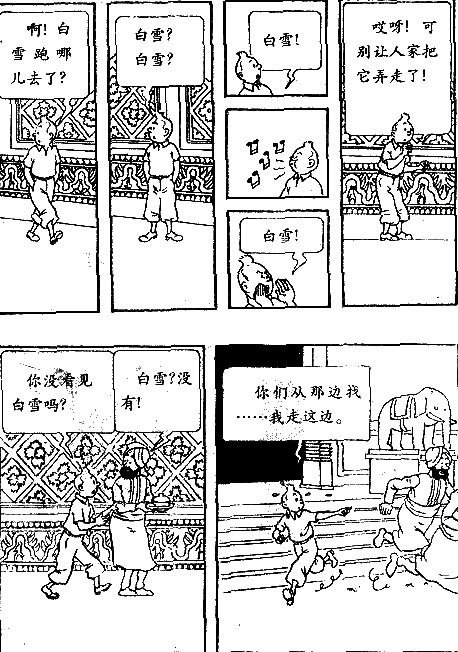 啊！白
雪跑哪
儿去了？
白雪？
白雪？
白雪！
白雪！
哎呀！可
别让人家把
它弄走了！
你没看见
白雪吗？
白雪？没
有！
你们从那边找
……我走这边。